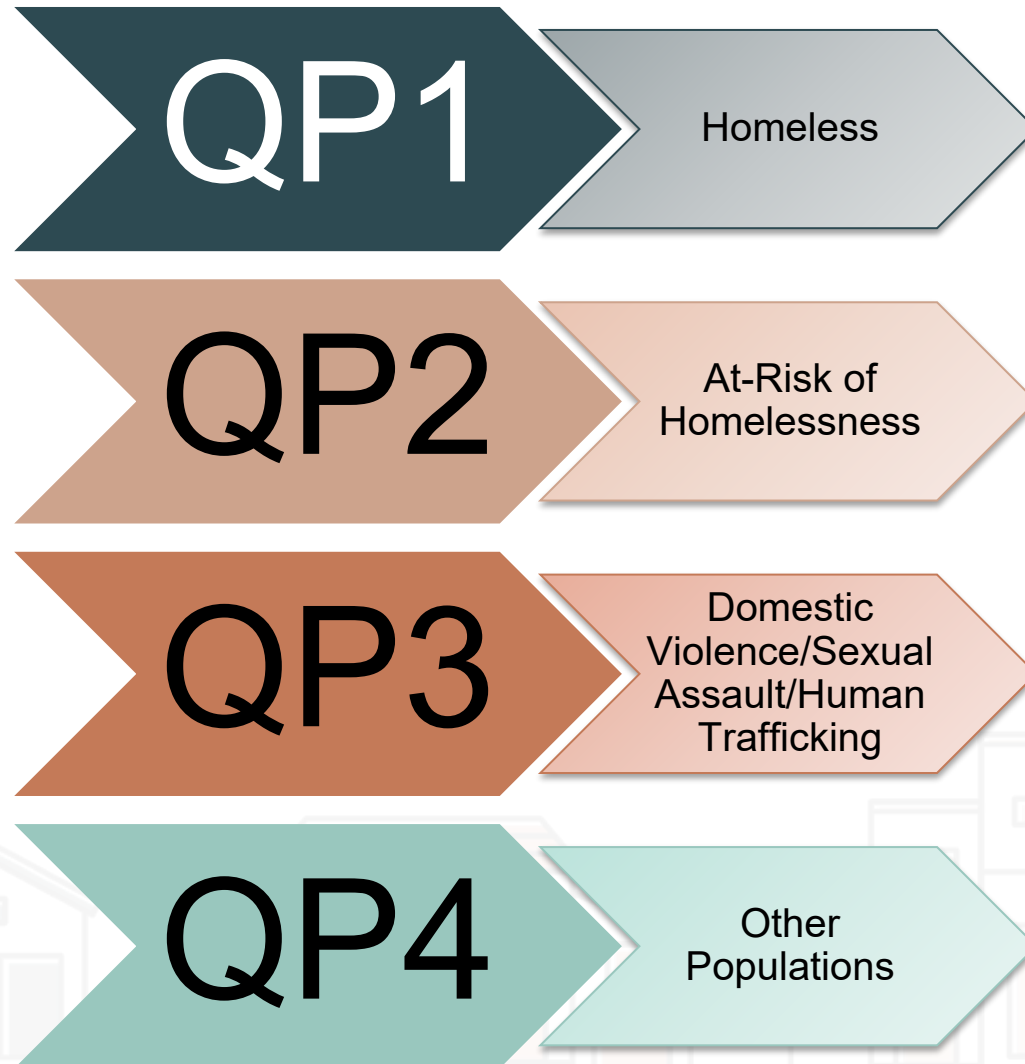 QP1
Homeless
QP2
At-Risk of
Homelessness
QP3
Domestic
Violence/Sexual
Assault/Human
Trafficking
QP4
Other
Populations